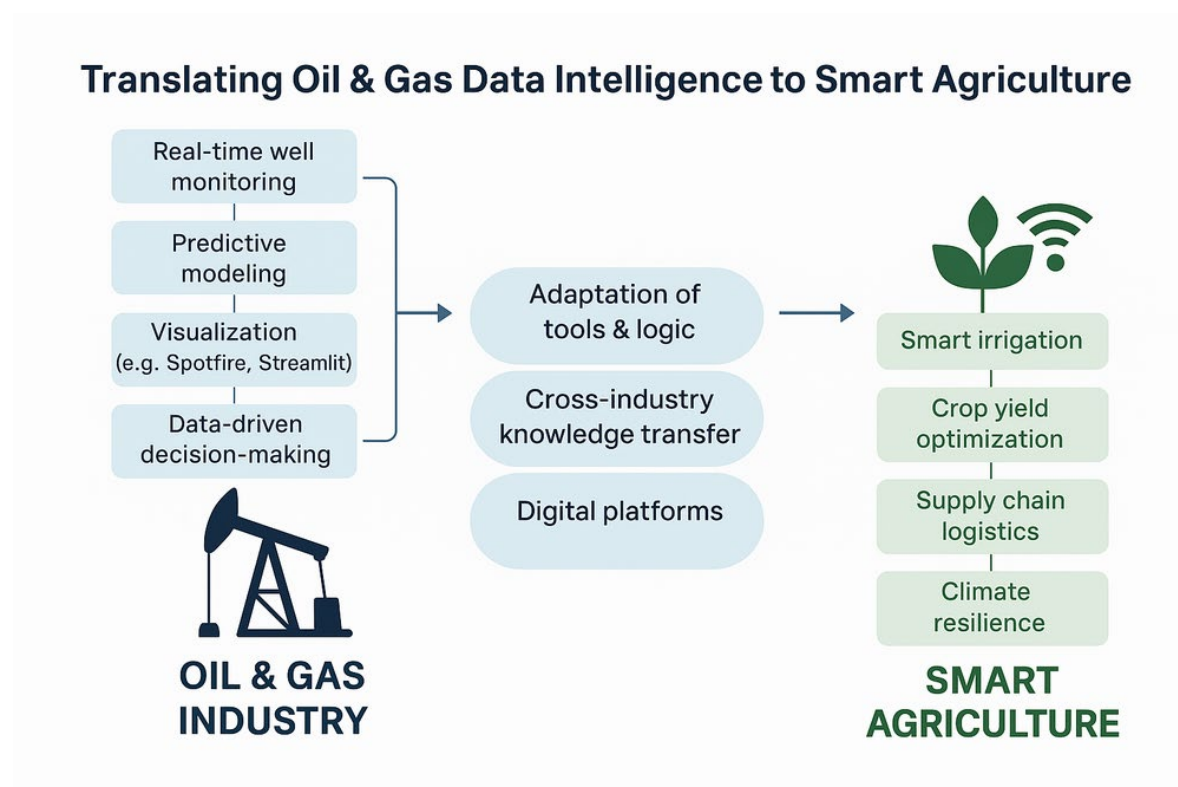 Translating Oil & Gas Data Intelligence to Smart Agriculture
Real-time well
monitoring
Predictive
modeling
Visualization
(e.g. Spotfire, Streamlit)
Data-driven
decision-making
OIL & GAS
INDUSTRY
Adaptation of
tools & logic
Cross-industry
knowledge transfer
Digital platforms
Smart irrigation
Crop yield
optimization
Supply chain
logistics
Climate
resilience
SMART
AGRICULTURE